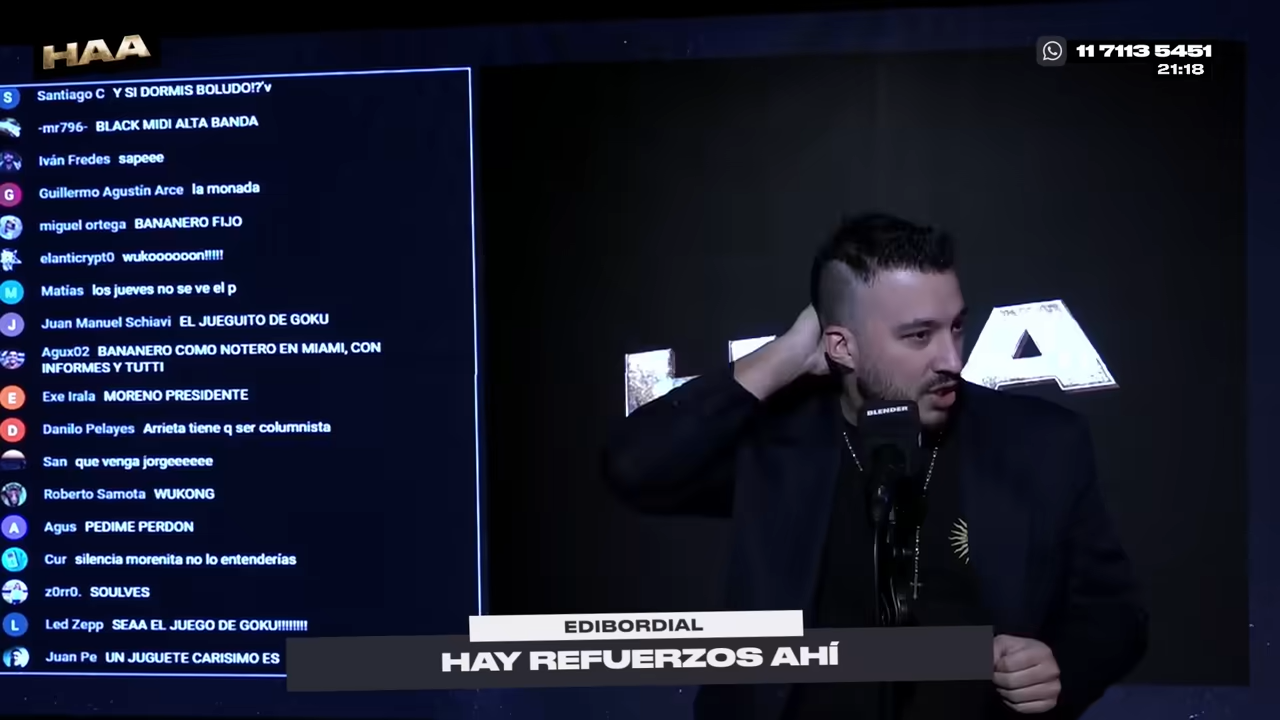 HAA
11 7113 5451
21:18
Santiago C Y SI DORMIS BOLUDO!?'v
-mr796- BLACK MIDI ALTA BANDA
Iván Fredes sapeee
G Guillermo Agustín Arce la monada
miguel ortega BANANERO FIJO
elanticrypt0 wukoooooon!!!!!
M Matías los jueves no se ve el p
J Juan Manuel Schiavi EL JUEGUITO DE GOKU
Agux02 BANANERO COMO NOTERO EN MIAMI, CON
INFORMES Y TUTTI
E Exe Irala MORENO PRESIDENTE
D Danilo Pelayes Arrieta tiene q ser columnista
San que venga jorgeeeeee
Roberto Samota WUKONG
A Agus PEDIME PERDON
Cur silencia morenita no lo entenderías
z0rr0. SOULVES
L Led Zepp SEAA EL JUEGO DE GOKU!!!!!!!!
Juan Pe UN JUGUETE CARISIMO ES
BLENDER
A
EDIBORDIAL
HAY REFUERZOS AHÍ